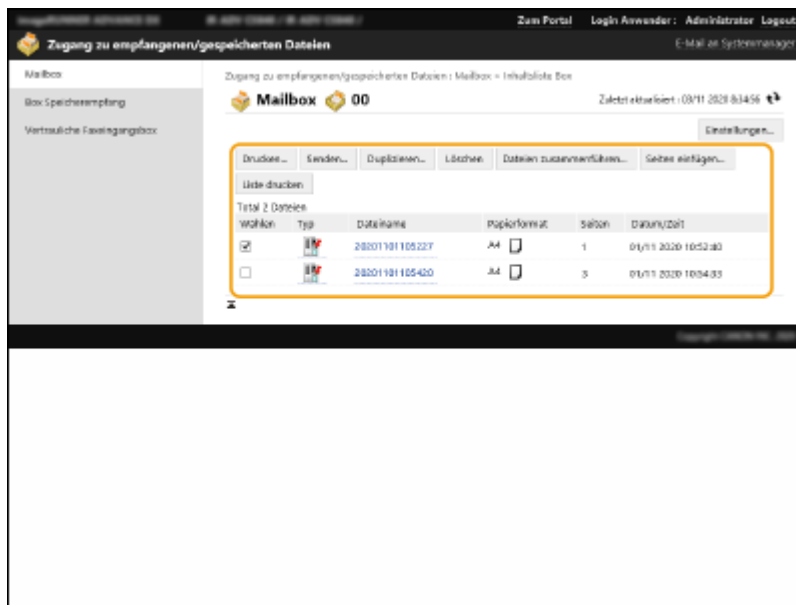 Zum Portal Login Anwender: Administrator Logout
Zugang zu empfangenen/gespeicherten Dateien E-Mail an Systemmanager
Mailbox
Box Speicherempfang
Vertrauliche Faxeingangsbox
Zugang zu empfangenen/gespeicherten Dateien : Mailbox > Inhaltsliste Box
Mailbox 00
Zuletzt aktualisiert : 03/11 2020 8:34:56
Einstellungen...
Drucken... Senden... Duplizieren... Löschen Dateien zusammenführen... Seiten einfügen...
Liste drucken
Total 2 Dateien
Wählen Typ Dateiname Papierformat Seiten Datum/Zeit
20201101105227 A4 1 01/11 2020 10:52:40
20201101105420 A4 3 01/11 2020 10:54:33